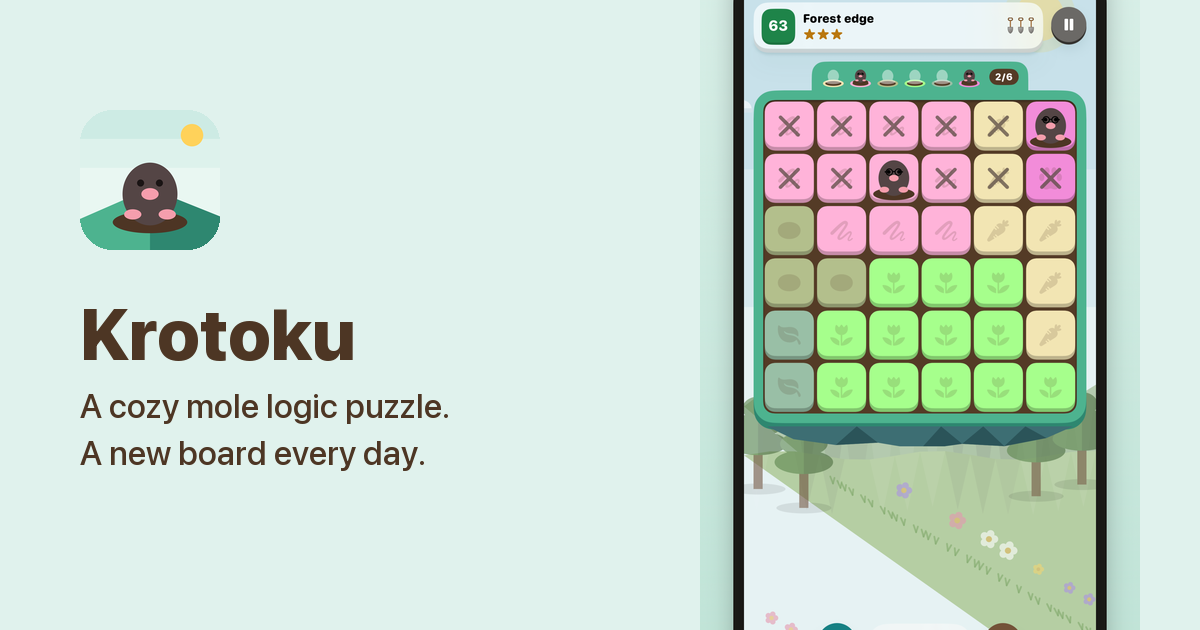 Krotoku
A cozy mole logic puzzle.
A new board every day.
63
Forest edge
2/6